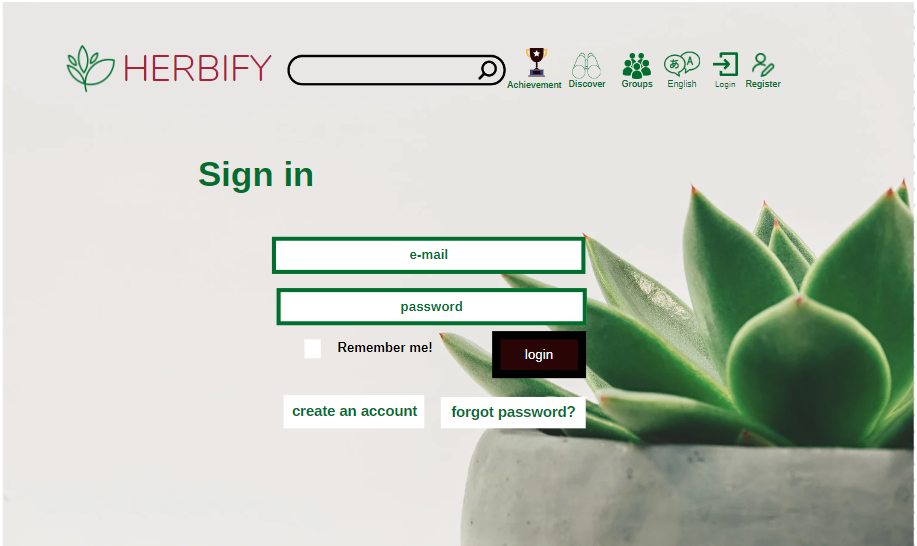 HERBIFY
Achievement
Discover
Groups
あ A
English
Login
Register
Sign in
e-mail
password
Remember me!
login
create an account
forgot password?